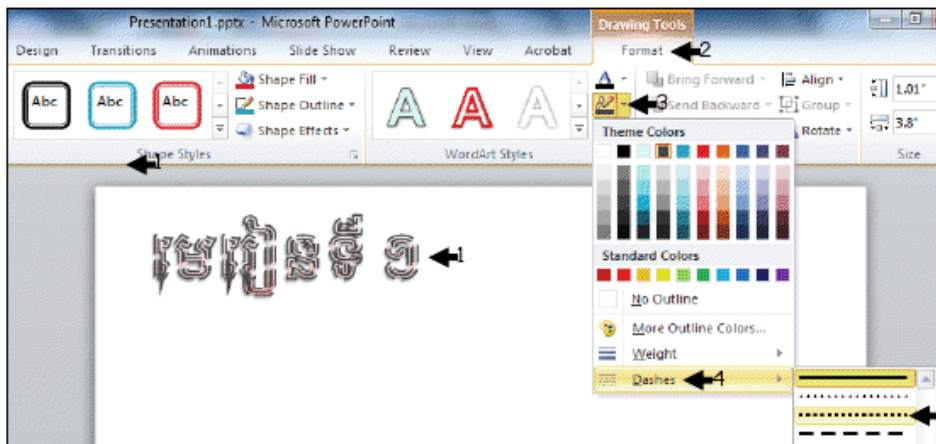 Presentation1.pptx - Microsoft PowerPoint
Drawing Tools
Design Transitions Animations Slide Show Review View Acrobat Format 2
Abc Abc Abc
Shape Fill
Shape Outline
Shape Effects
A A A
A
3
Bring Forward
Send Backward
Align
Group
Rotate
1.01"
3.8"
Shape Styles
WordArt Styles
Size
1
Theme Colors
Standard Colors
No Outline
More Outline Colors...
Weight
Dashes 4
មេរៀនទី ១ 1